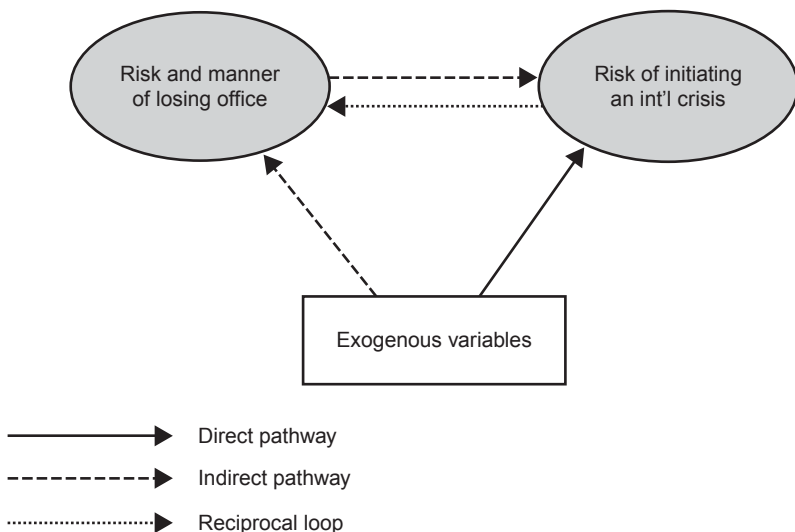 Risk and manner
of losing office
Risk of initiating
an int'l crisis
Exogenous variables
Direct pathway
Indirect pathway
Reciprocal loop